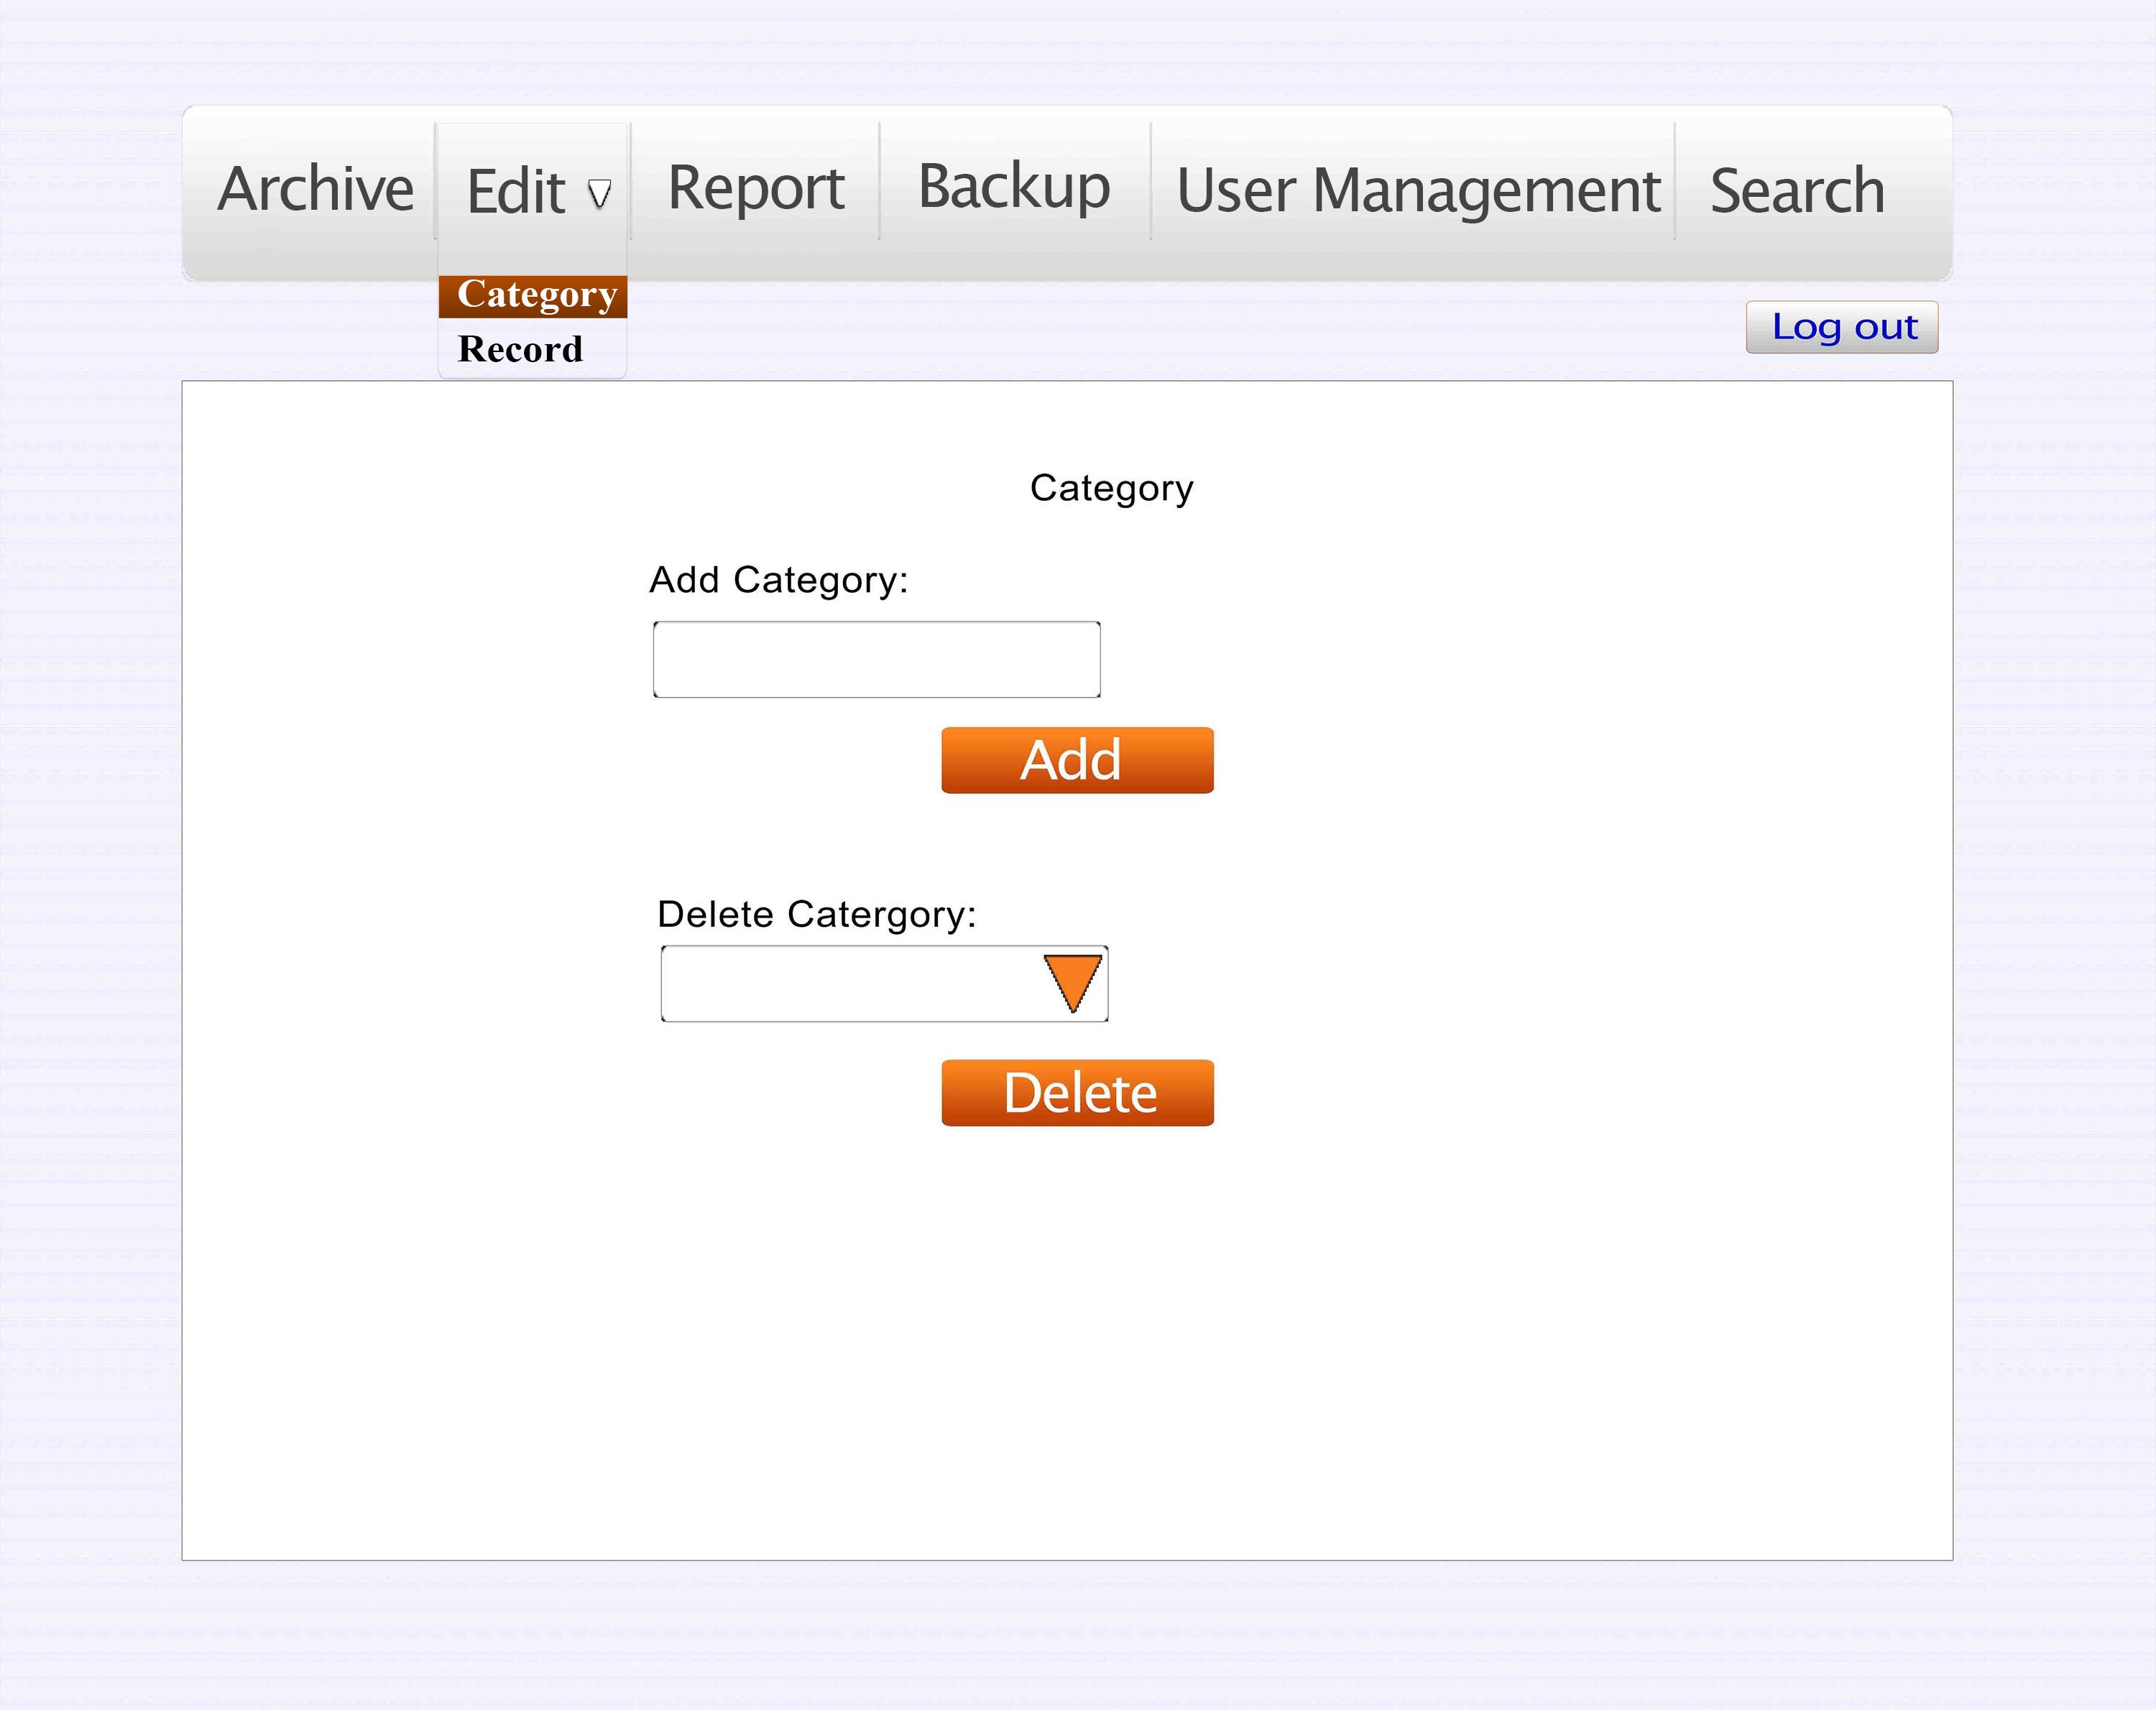 Archive Edit Report Backup User Management Search
Category
Log out
Record
Category
Add Category:
Add
Delete Catergory:
Delete